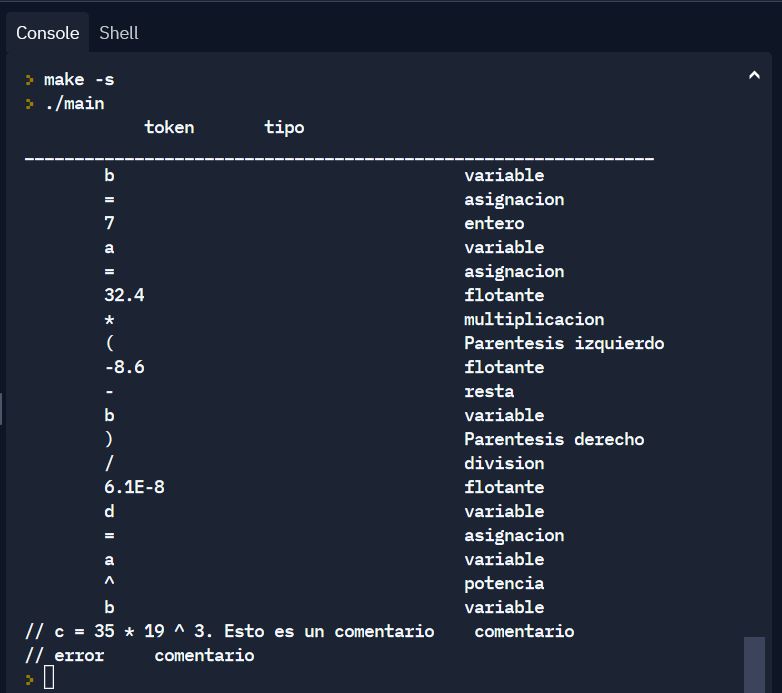 Console Shell
> make -s
> ./main
token tipo
b variable
= asignacion
7 entero
a variable
= asignacion
32.4 flotante
* multiplicacion
( Parentesis izquierdo
-8.6 flotante
- resta
b variable
) Parentesis derecho
/ division
6.1E-8 flotante
d variable
= asignacion
a variable
^ potencia
b variable
// c = 35 * 19 ^ 3. Esto es un comentario comentario
// error comentario
>